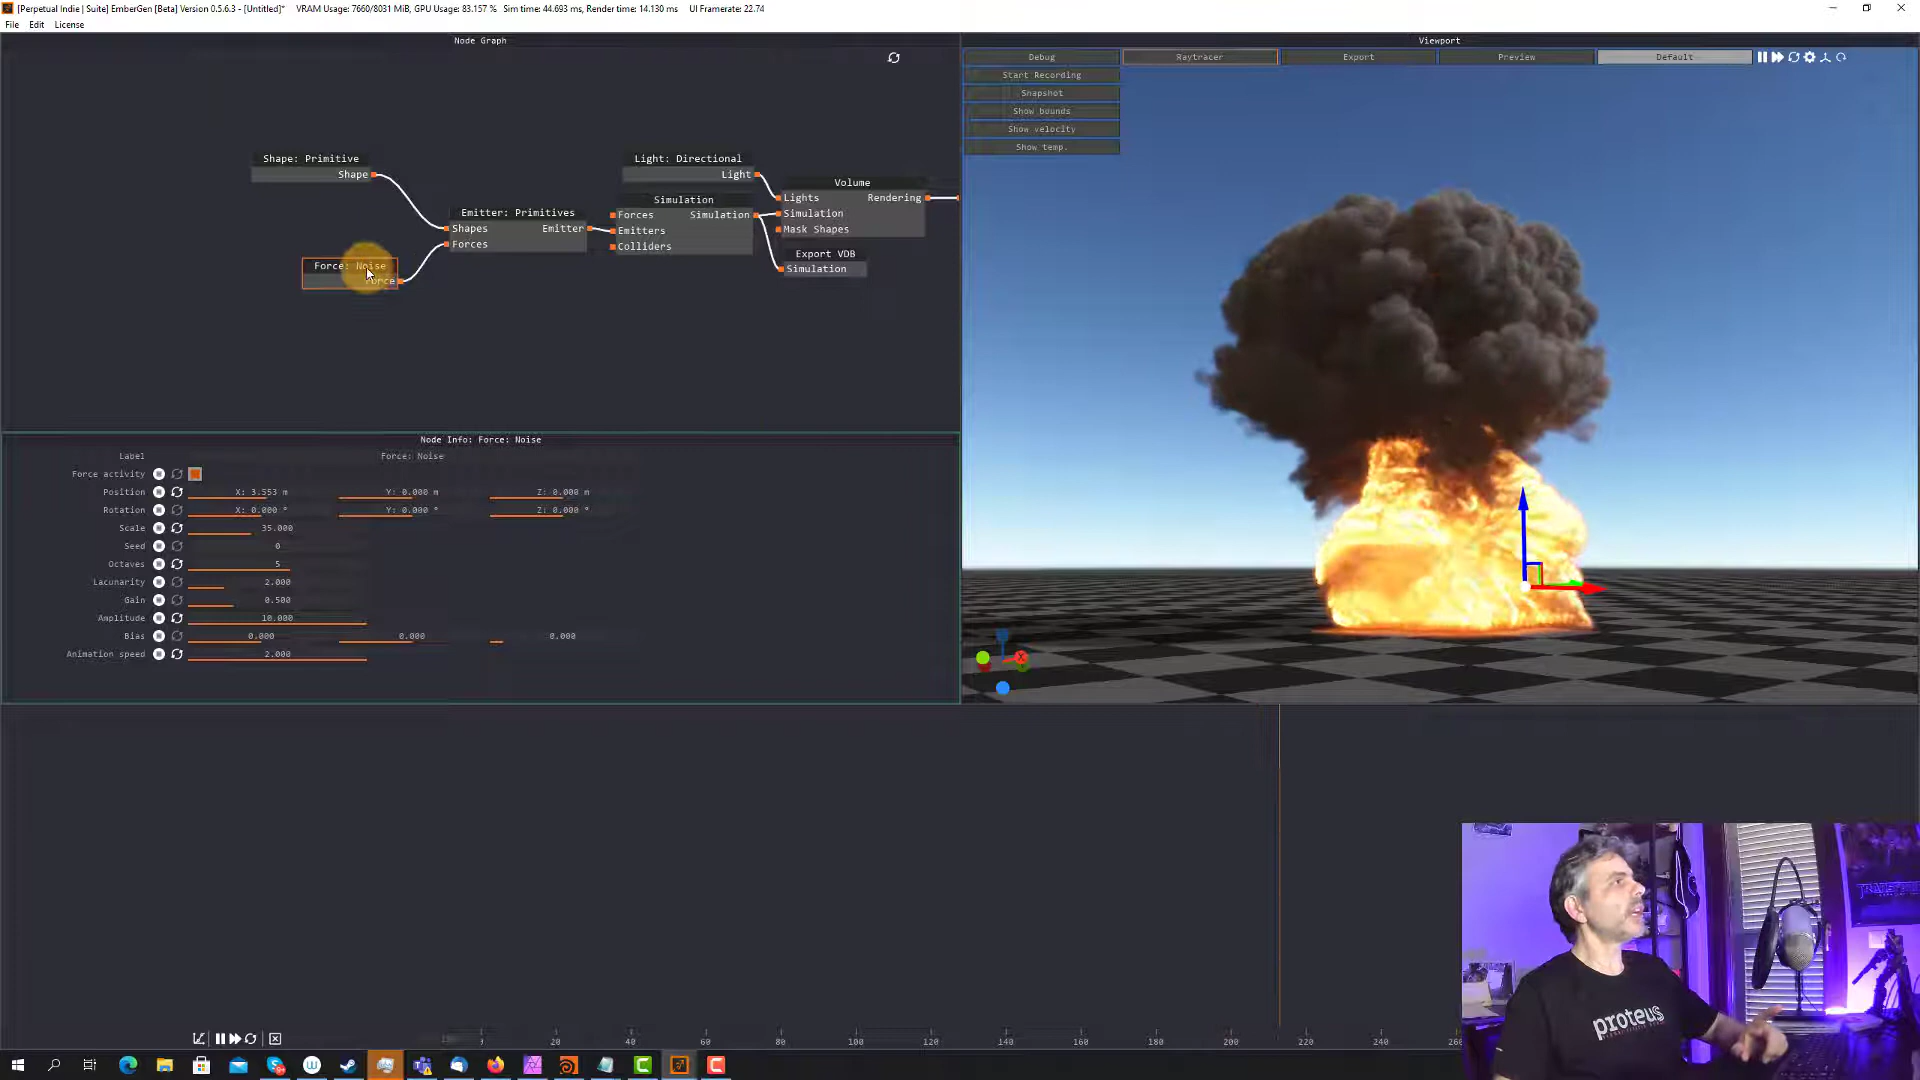 [Perpetual Indie | Suite] EmberGen [Beta] Version 0.5.6.3 - [Untitled]*
VRAM Usage: 7660/8031 MiB, GPU Usage: 83.157 %
Sim time: 44.693 ms, Render time: 14.130 ms
UI Framerate: 22.74
File
Edit
License
Node Graph
Viewport
Debug
Raytracer
Export
Preview
Default
Start Recording
Snapshot
Show bounds
Show velocity
Show temp.
Shape: Primitive
Shape
Force: Noise
Force
Emitter: Primitives
Shapes
Emitter
Forces
Light: Directional
Light
Simulation
Forces
Simulation
Emitters
Colliders
Volume
Lights
Rendering
Simulation
Mask Shapes
Export VDB
Simulation
Node Info: Force: Noise
Label
Force: Noise
Force activity
Position
X: 3.553 m
Y: 0.000 m
Z: 0.000 m
Rotation
X: 0.000 °
Y: 0.000 °
Z: 0.000 °
Scale
35.000
Seed
0
Octaves
5
Lacunarity
2.000
Gain
0.500
Amplitude
10.000
Bias
0.000
0.000
0.000
Animation speed
2.000
X
0
20
40
60
80
100
120
140
160
180
200
220
240
proteus